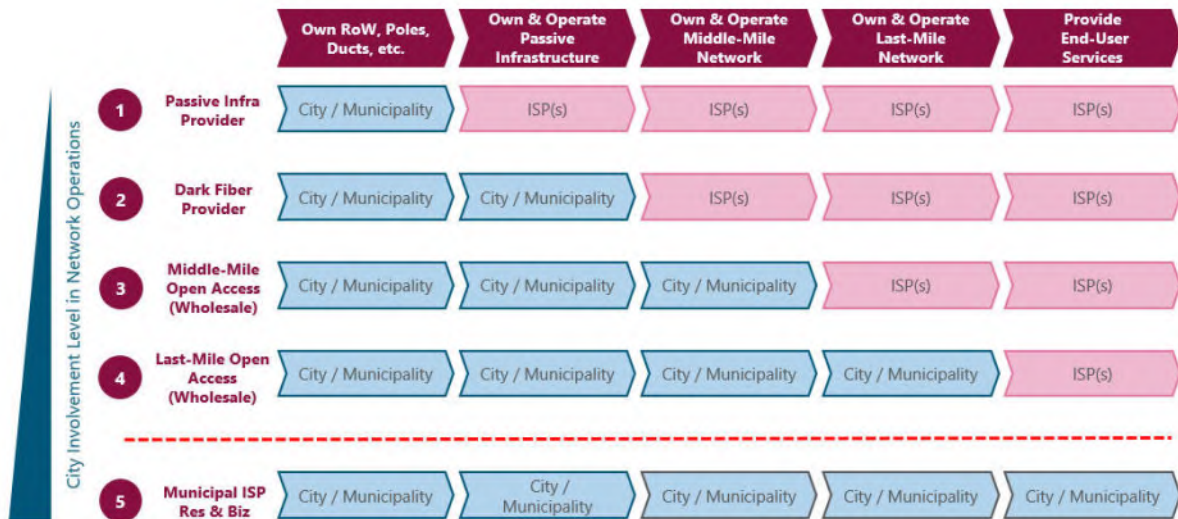 Own RoW, Poles,
Ducts, etc.
Own & Operate
Passive
Infrastructure
Own & Operate
Middle-Mile
Network
Own & Operate
Last-Mile
Network
Provide
End-User
Services
City Involvement Level in Network Operations
1
Passive Infra
Provider
City / Municipality
ISP(s)
ISP(s)
ISP(s)
ISP(s)
2
Dark Fiber
Provider
City / Municipality
City / Municipality
ISP(s)
ISP(s)
ISP(s)
3
Middle-Mile
Open Access
(Wholesale)
City / Municipality
City / Municipality
City / Municipality
ISP(s)
ISP(s)
4
Last-Mile Open
Access
(Wholesale)
City / Municipality
City / Municipality
City / Municipality
City / Municipality
ISP(s)
5
Municipal ISP
Res & Biz
City / Municipality
City /
Municipality
City / Municipality
City / Municipality
City / Municipality